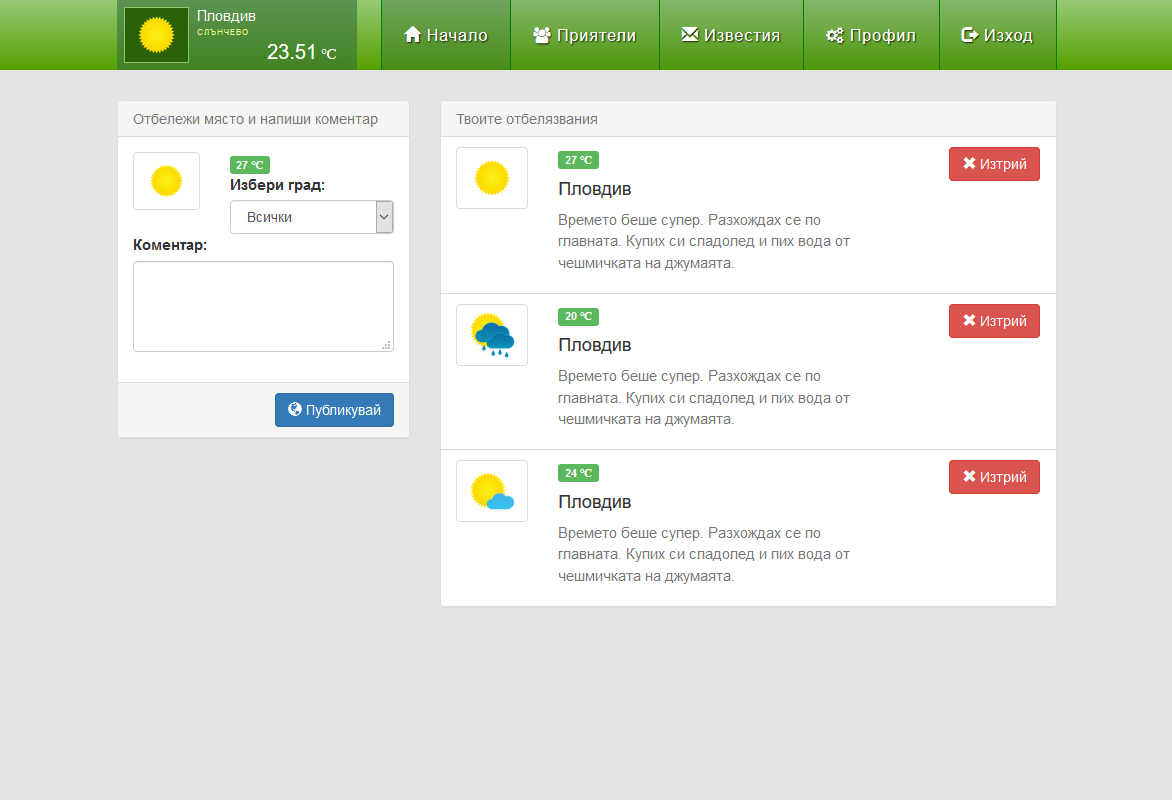 Пловдив
слънчево
23.51 °C
Начало
Приятели
Известия
Профил
Изход
Отбележи място и напиши коментар
27 °C
Избери град:
Всички
Коментар:
Публикувай
Твоите отбелязвания
27 °C
Изтрий
Пловдив
Времето беше супер. Разхождах се по
главната. Купих си сладолед и пих вода от
чешмичката на джумаята.
20 °C
Изтрий
Пловдив
Времето беше супер. Разхождах се по
главната. Купих си сладолед и пих вода от
чешмичката на джумаята.
24 °C
Изтрий
Пловдив
Времето беше супер. Разхождах се по
главната. Купих си сладолед и пих вода от
чешмичката на джумаята.